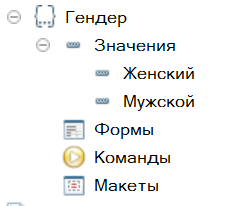 Гендер
Значения
Женский
Мужской
Формы
Команды
Макеты